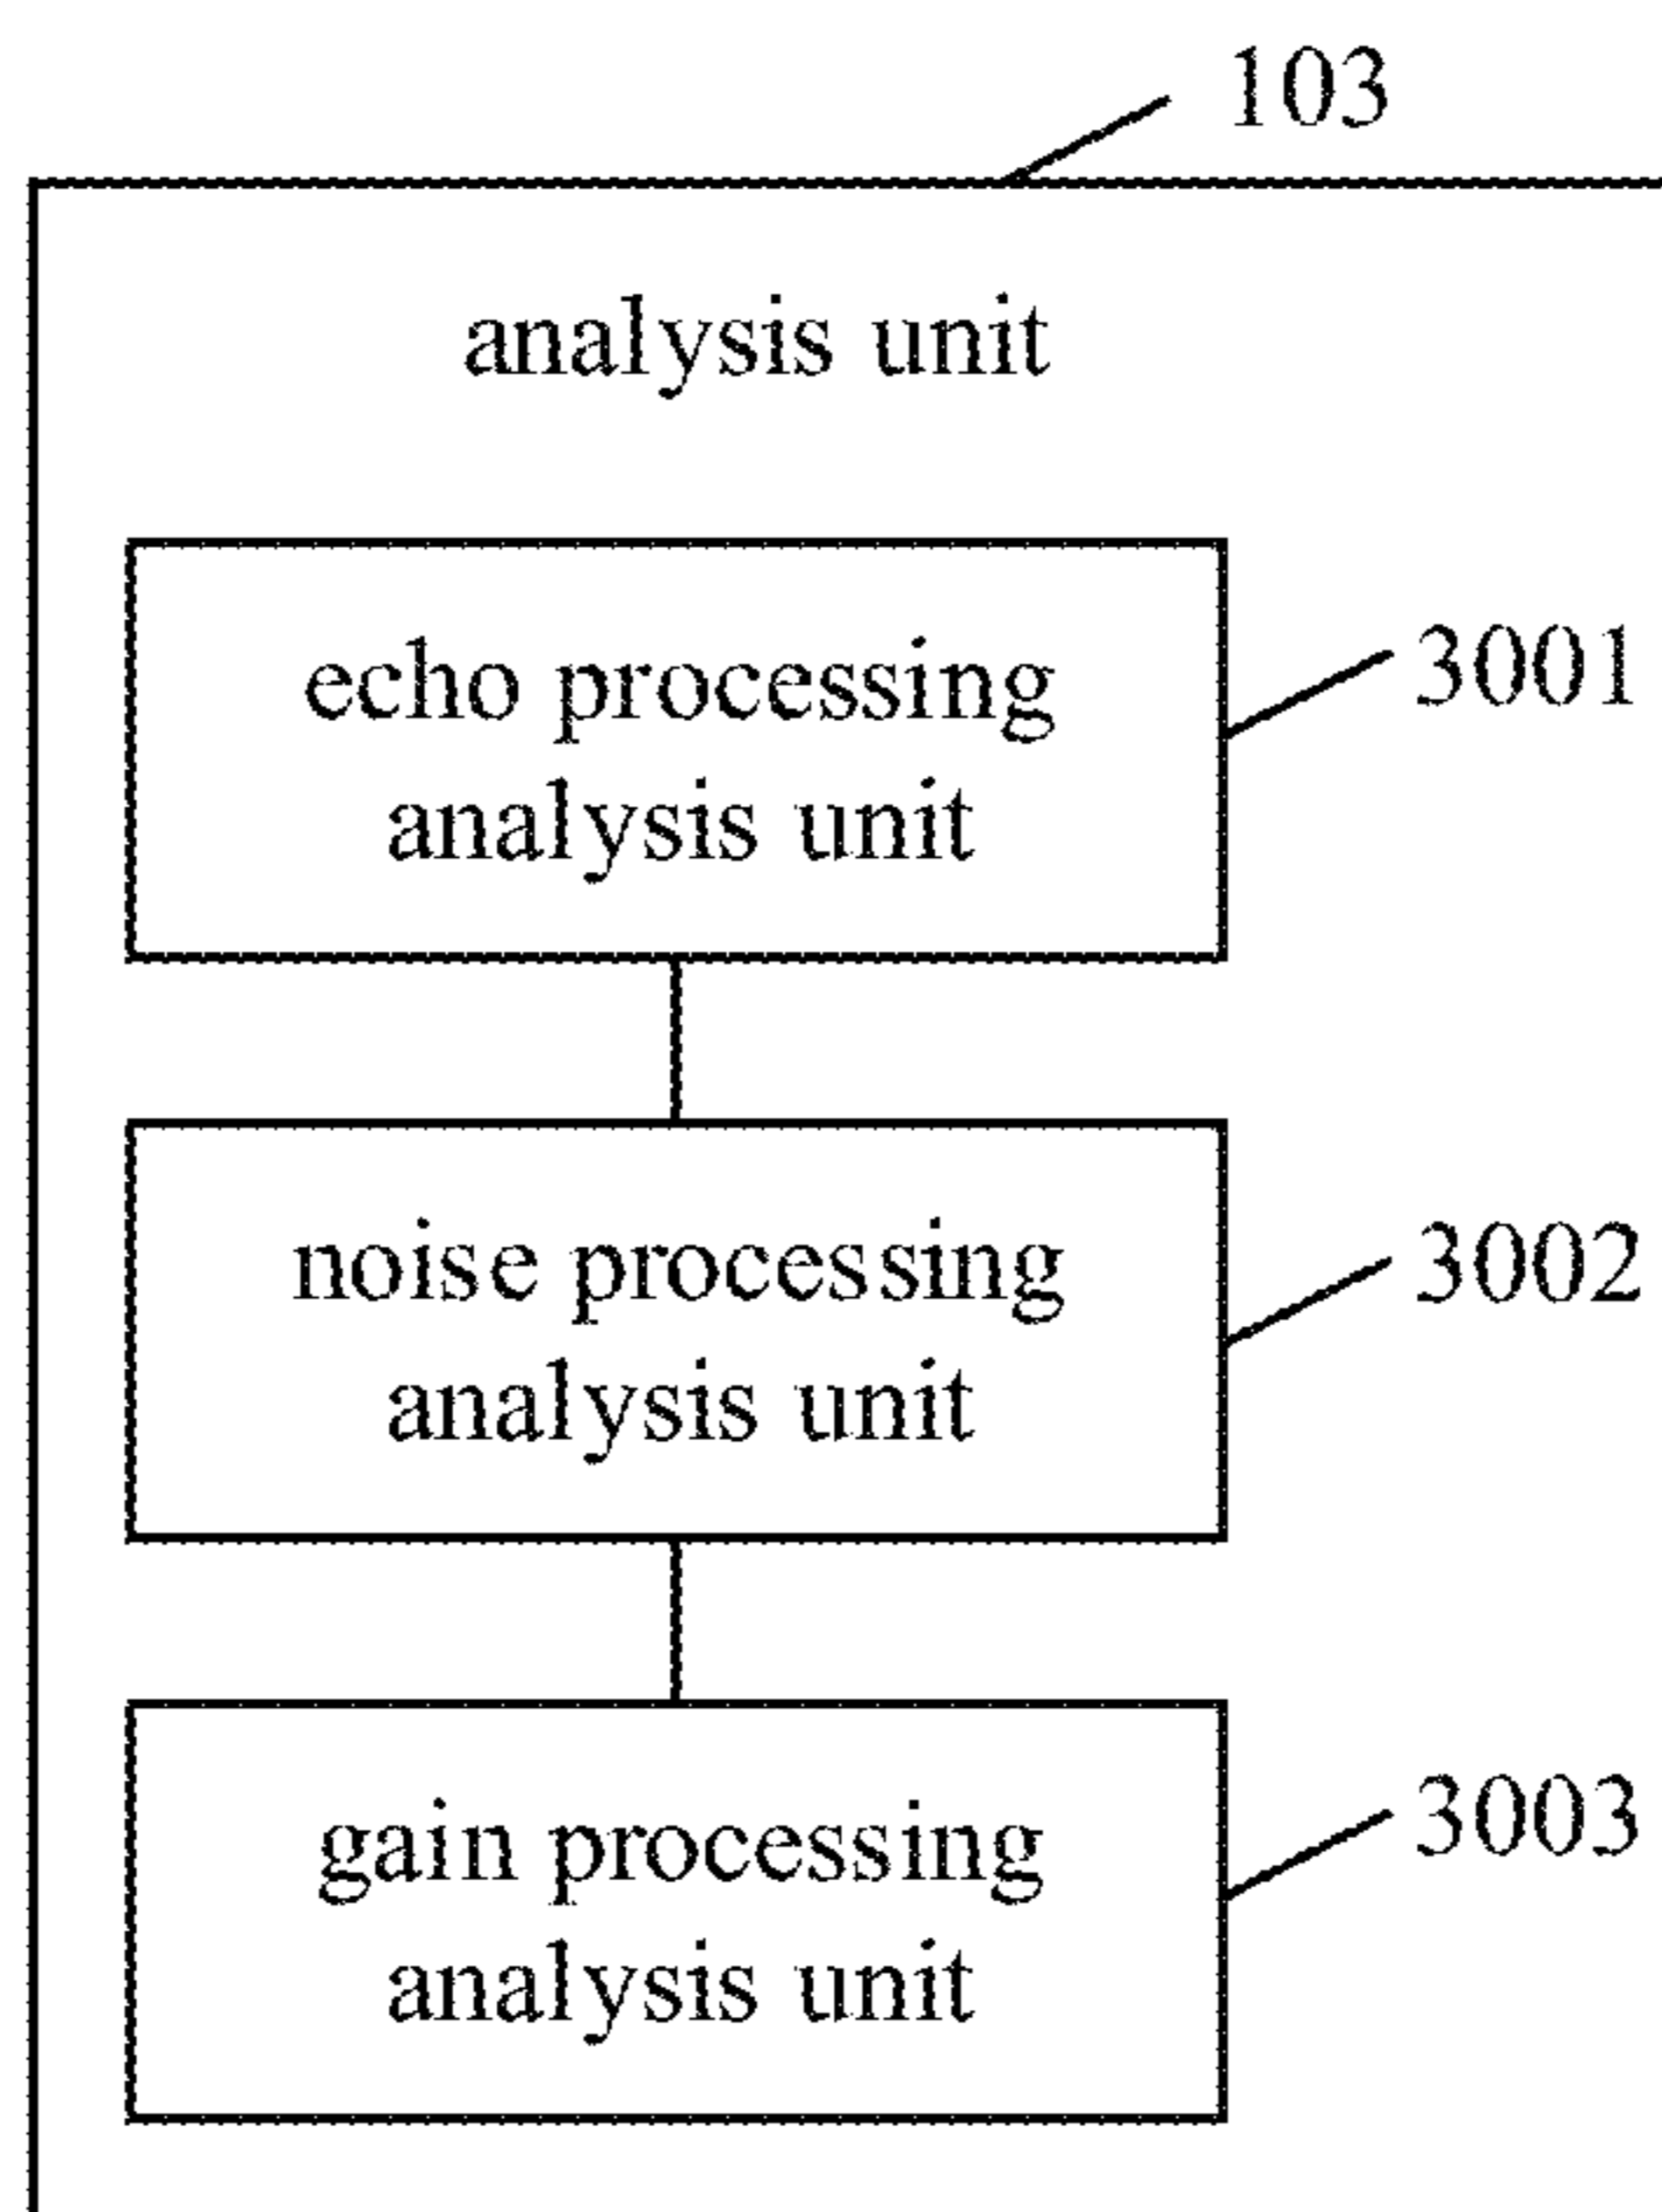 103
analysis unit
echo processing
analysis unit
3001
noise processing
analysis unit
3002
gain processing
analysis unit
3003